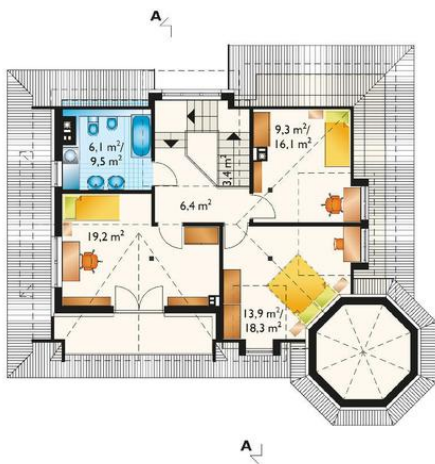 A
6,1 m²/
9,5 m²
9,3 m²/
16,1 m²
3,4 m²
6,4 m²
19,2 m²
13,9 m²/
18,3 m²
A